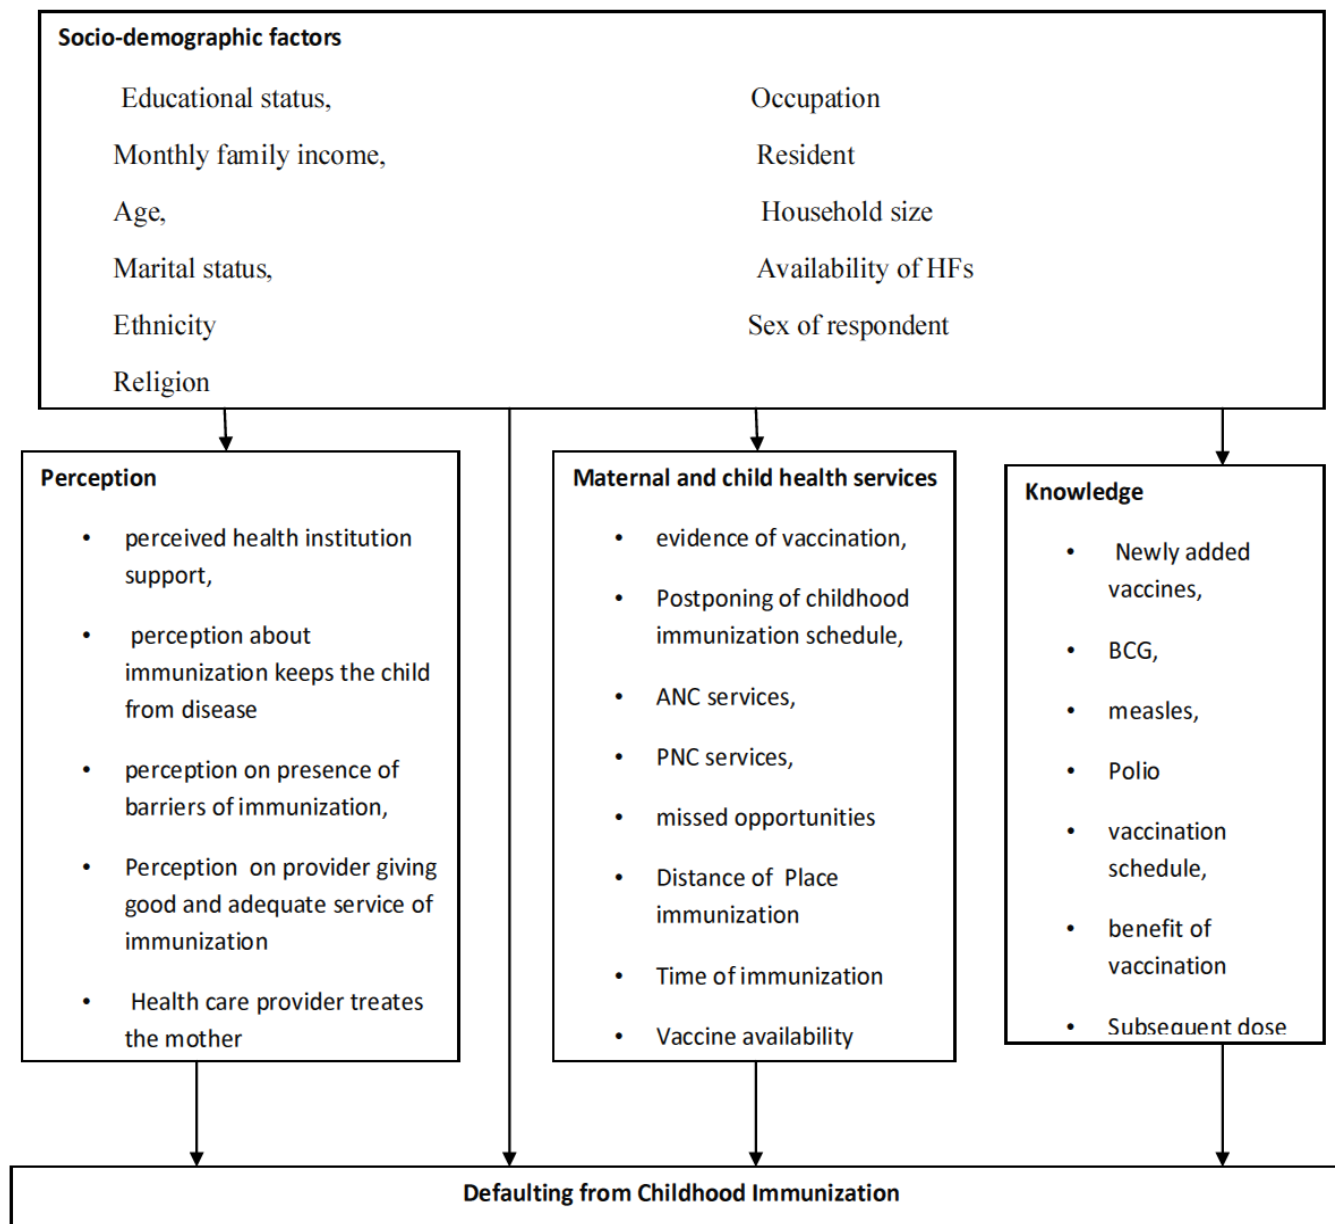 Socio-demographic factors
Educational status,
Occupation
Monthly family income,
Resident
Age,
Household size
Marital status,
Availability of HFs
Ethnicity
Sex of respondent
Religion
Perception
• perceived health institution
support,
• perception about
immunization keeps the child
from disease
• perception on presence of
barriers of immunization,
• Perception on provider giving
good and adequate service of
immunization
• Health care provider treates
the mother
Maternal and child health services
• evidence of vaccination,
• Postponing of childhood
immunization schedule,
• ANC services,
• PNC services,
• missed opportunities
• Distance of Place
immunization
• Time of immunization
• Vaccine availability
Knowledge
• Newly added
vaccines,
• BCG,
• measles,
• Polio
• vaccination
schedule,
• benefit of
vaccination
• Subsequent dose
Defaulting from Childhood Immunization